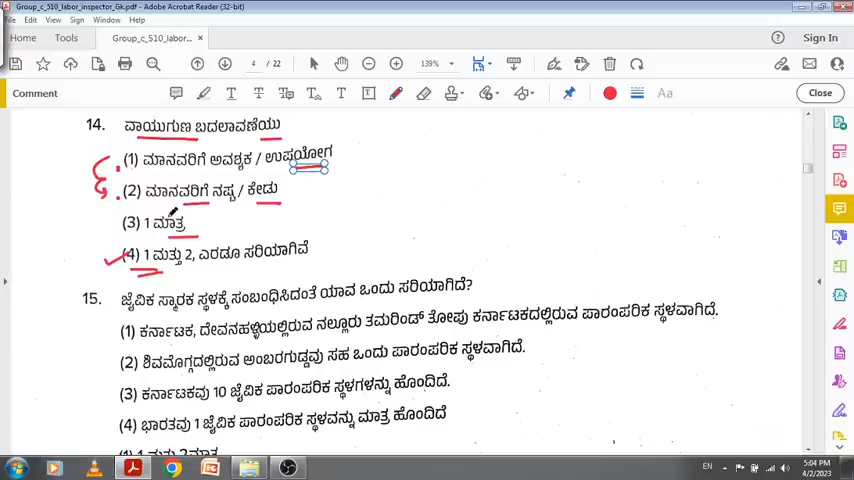 Group_c_510_labor_inspector_Gk.pdf - Adobe Acrobat Reader (32-bit)
File Edit View Sign Window Help
Home Tools Group_c_510_labor... × Sign In
4 / 22 139%
Comment Close
14. ವಾಯುಗುಣ ಬದಲಾವಣೆಯು
(1) ಮಾನವರಿಗೆ ಅವಶ್ಯಕ / ಉಪಯೋಗ
(2) ಮಾನವರಿಗೆ ನಷ್ಟ / ಕೇಡು
(3) 1 ಮಾತ್ರ
(4) 1 ಮತ್ತು 2, ಎರಡೂ ಸರಿಯಾಗಿವೆ
15. ಜೈವಿಕ ಸ್ಮಾರಕ ಸ್ಥಳಕ್ಕೆ ಸಂಬಂಧಿಸಿದಂತೆ ಯಾವ ಒಂದು ಸರಿಯಾಗಿದೆ?
(1) ಕರ್ನಾಟಕ, ದೇವನಹಳ್ಳಿಯಲ್ಲಿರುವ ನಲ್ಲೂರು ತಮರಿಂಡ್ ತೋಪು ಕರ್ನಾಟಕದಲ್ಲಿರುವ ಪಾರಂಪರಿಕ ಸ್ಥಳವಾಗಿದೆ.
(2) ಶಿವಮೊಗ್ಗದಲ್ಲಿರುವ ಅಂಬರಗುಡ್ಡವು ಸಹ ಒಂದು ಪಾರಂಪರಿಕ ಸ್ಥಳವಾಗಿದೆ.
(3) ಕರ್ನಾಟಕವು 10 ಜೈವಿಕ ಪಾರಂಪರಿಕ ಸ್ಥಳಗಳನ್ನು ಹೊಂದಿದೆ.
(4) ಭಾರತವು 1 ಜೈವಿಕ ಪಾರಂಪರಿಕ ಸ್ಥಳವನ್ನು ಮಾತ್ರ ಹೊಂದಿದೆ
EN 5:04 PM
4/2/2023